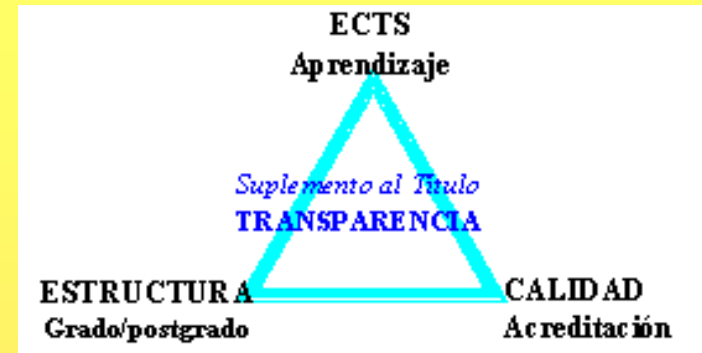 ECTS
Aprendizaje
Suplemento al Título
TRANSPARENCIA
ESTRUCTURA
Grado/postgrado
CALIDAD
Acreditación